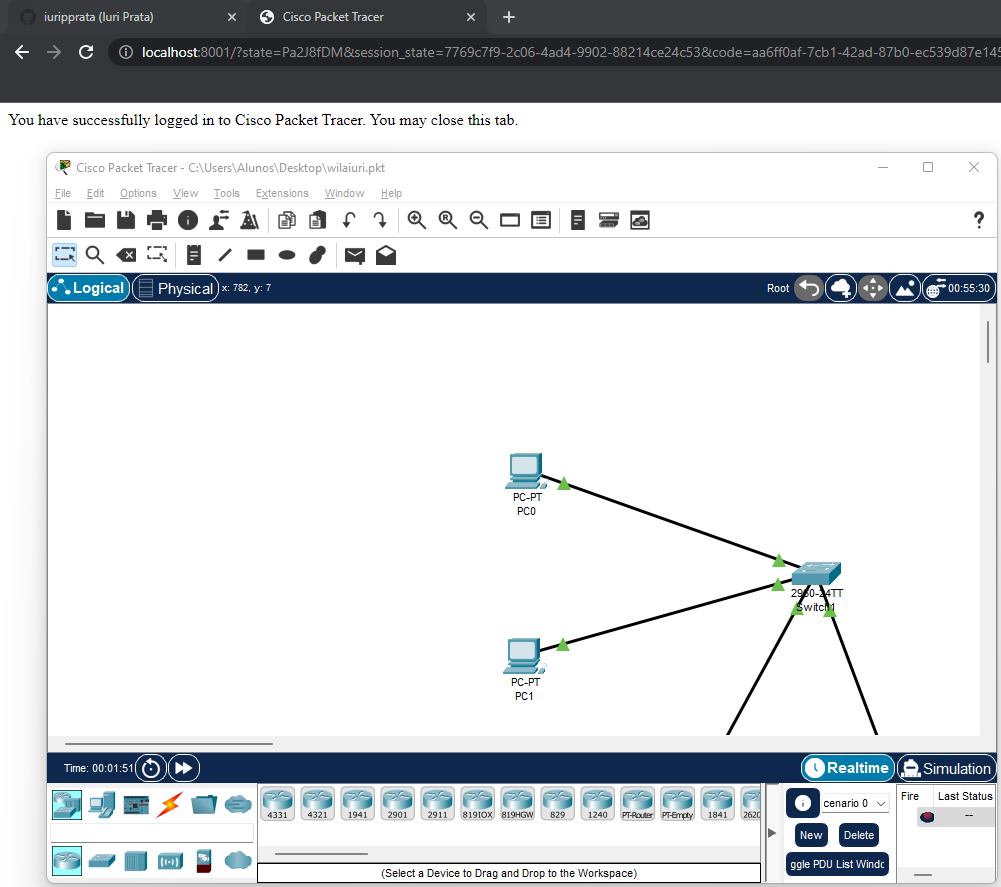 iuripprata (Iuri Prata)
Cisco Packet Tracer
localhost:8001/?state=Pa2J8fDM&session_state=7769c7f9-2c06-4ad4-9902-88214ce24c53&code=aa6ff0af-7cb1-42ad-87b0-ec539d87e145
You have successfully logged in to Cisco Packet Tracer. You may close this tab.
Cisco Packet Tracer - C:\Users\Alunos\Desktop\wilaiuri.pkt
File Edit Options View Tools Extensions Window Help
Logical Physical x: 782, y: 7 Root 00:55:30
PC-PT
PC0
2960-24TT
Switch1
PC-PT
PC1
Time: 00:01:51 Realtime Simulation
4331 4321 1941 2901 2911 819IOX 819HGW 829 1240 PT-Router PT-Empty 1841 2620
cenario 0
Fire Last Status
--
New Delete
ggle PDU List Windc
(Select a Device to Drag and Drop to the Workspace)